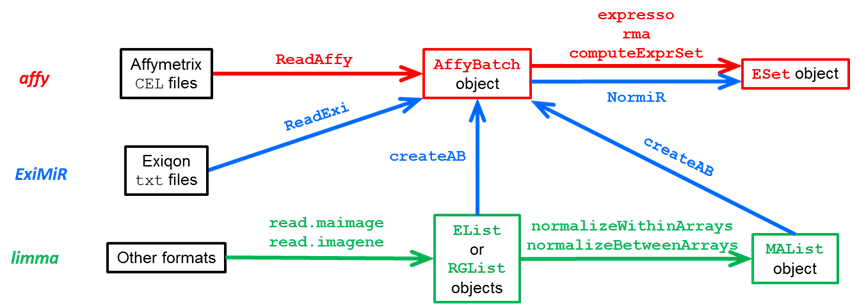 expresso
rma
computeExprSet
affy
Affymetrix
CEL files
ReadAffy
AffyBatch
object
ESet object
NormiR
ReadExi
createAB
createAB
ExiMiR
Exiqon
txt files
limma
Other formats
read.maimage
read.imagene
EList
or
RGList
objects
normalizeWithinArrays
normalizeBetweenArrays
MAList
object